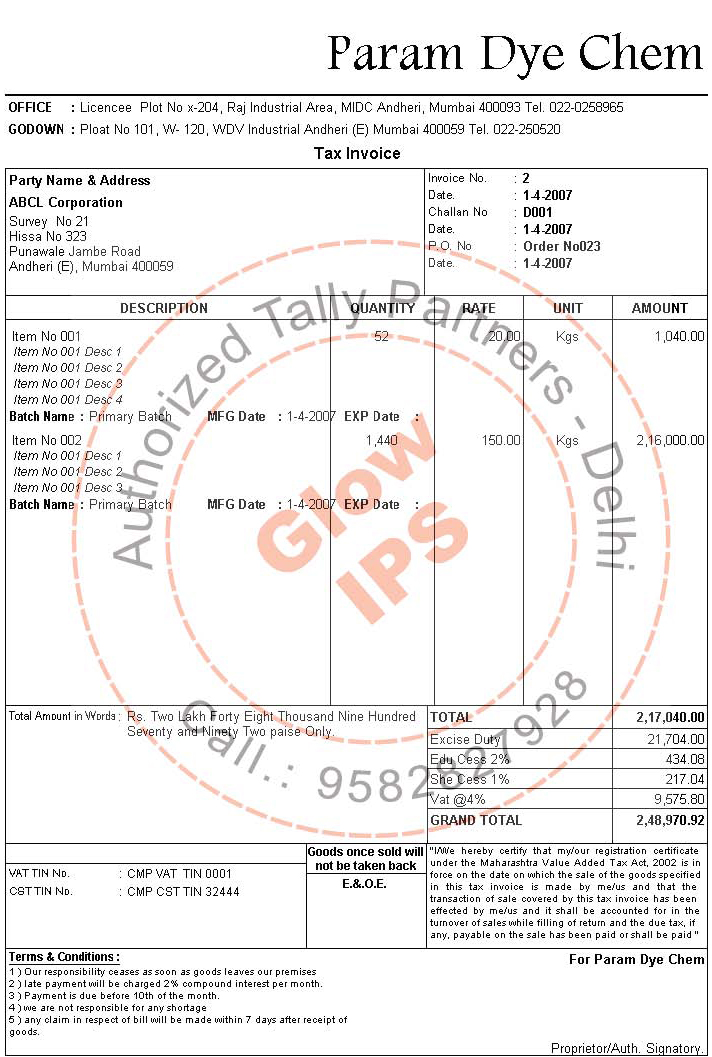 Param Dye Chem
OFFICE : Licencee Plot No x-204, Raj Industrial Area, MIDC Andheri, Mumbai 400093 Tel. 022-0258965
GODOWN : Ploat No 101, W- 120, WDV Industrial Andheri (E) Mumbai 400059 Tel. 022-250520
Tax Invoice
Party Name & Address
ABCL Corporation
Survey No 21
Hissa No 323
Punawale Jambe Road
Andheri (E), Mumbai 400059
Invoice No. : 2
Date. : 1-4-2007
Challan No : D001
Date. : 1-4-2007
P.O. No : Order No023
Date. : 1-4-2007
DESCRIPTION QUANTITY RATE UNIT AMOUNT
Item No 001 52 20.00 Kgs 1,040.00
Item No 001 Desc 1
Item No 001 Desc 2
Item No 001 Desc 3
Item No 001 Desc 4
Batch Name : Primary Batch MFG Date : 1-4-2007 EXP Date :
Item No 002 1,440 150.00 Kgs 2,16,000.00
Item No 001 Desc 1
Item No 001 Desc 2
Item No 001 Desc 3
Batch Name : Primary Batch MFG Date : 1-4-2007 EXP Date :
Authorized Tally Partners - Delhi
Glow
IPS
Call.: 9582827928
Total Amount in Words : Rs. Two Lakh Forty Eight Thousand Nine Hundred
Seventy and Ninety Two paise Only.
TOTAL 2,17,040.00
Excise Duty 21,704.00
Edu Cess 2% 434.08
She Cess 1% 217.04
Vat @4% 9,575.80
GRAND TOTAL 2,48,970.92
VAT TIN No. : CMP VAT TIN 0001
CST TIN No. : CMP CST TIN 32444
Goods once sold will
not be taken back
E.&.O.E.
"I/We hereby certify that my/our registration certificate
under the Maharashtra Value Added Tax Act, 2002 is in
force on the date on which the sale of the goods specified
in this tax invoice is made by me/us and that the
transaction of sale covered by this tax invoice has been
effected by me/us and it shall be accounted for in the
turnover of sales while filling of return and the due tax, if
any, payable on the sale has been paid or shall be paid "
Terms & Conditions :
1 ) Our responsibility ceases as soon as goods leaves our premises
2 ) late payment will be charged 2% compound interest per month.
3 ) Payment is due before 10th of the month.
4 ) we are not responsible for any shortage
5 ) any claim in respect of bill will be made within 7 days after receipt of
goods.
For Param Dye Chem
Proprietor/Auth. Signatory.